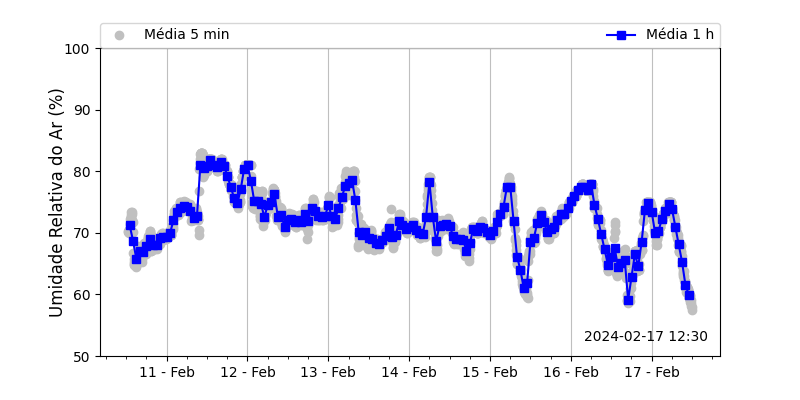 Média 5 min
Média 1 h
Umidade Relativa do Ar (%)
100
90
80
70
60
50
2024-02-17 12:30
11 - Feb
12 - Feb
13 - Feb
14 - Feb
15 - Feb
16 - Feb
17 - Feb